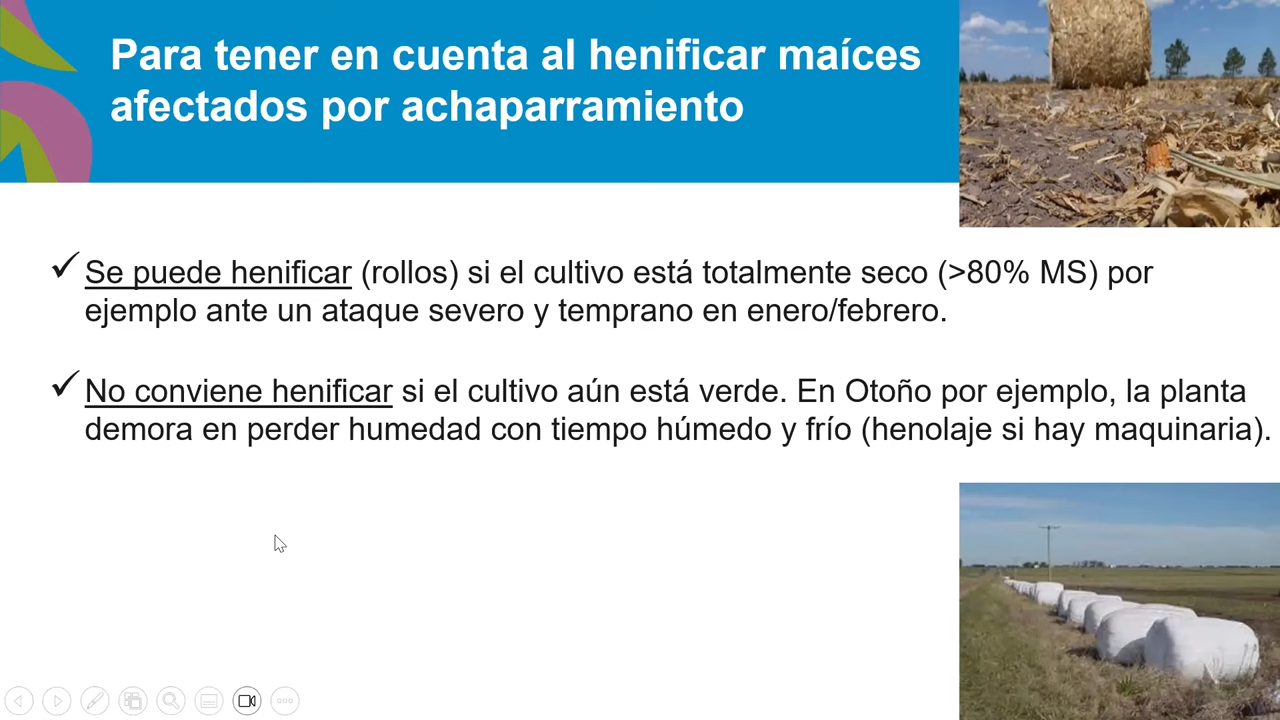 Para tener en cuenta al henificar maíces
afectados por achaparramiento
✓ Se puede henificar (rollos) si el cultivo está totalmente seco (>80% MS) por
ejemplo ante un ataque severo y temprano en enero/febrero.
✓ No conviene henificar si el cultivo aún está verde. En Otoño por ejemplo, la planta
demora en perder humedad con tiempo húmedo y frío (henolaje si hay maquinaria).